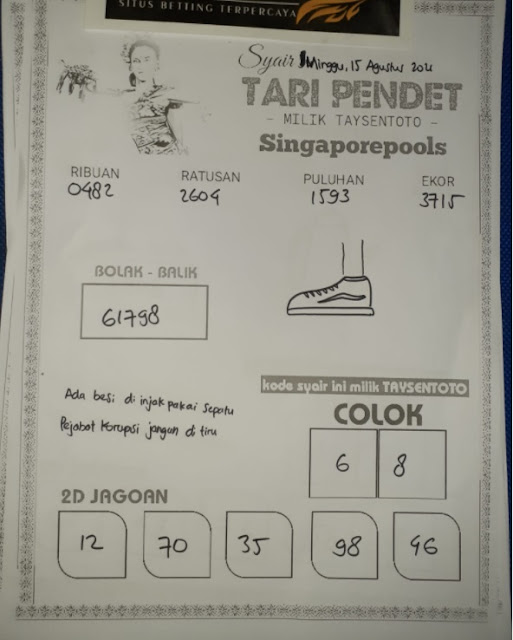 SITUS BETTING TERPERCAYA
Syair Minggu, 15 Agustus 2021
TARI PENDET
- MILIK TAYSENTOTO -
Singaporepools
RIBUAN RATUSAN PULUHAN EKOR
0482 2604 1593 3715
BOLAK - BALIK
61798
Ada besi di injak pakai sepatu
Pejabat korupsi jangan di tiru
kode syair ini milik TAYSENTOTO
COLOK
6 8
2D JAGOAN
12 70 35 98 46